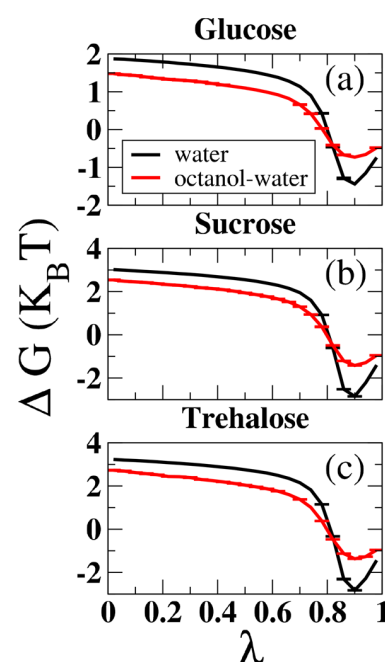 Glucose
2
(a)
1
0
water
-1
octanol-water
-2
Sucrose
4
(b)
2
0
-2
Δ G (K_B T)
Trehalose
4
(c)
2
0
-2
0 0.2 0.4 0.6 0.8 1
λ